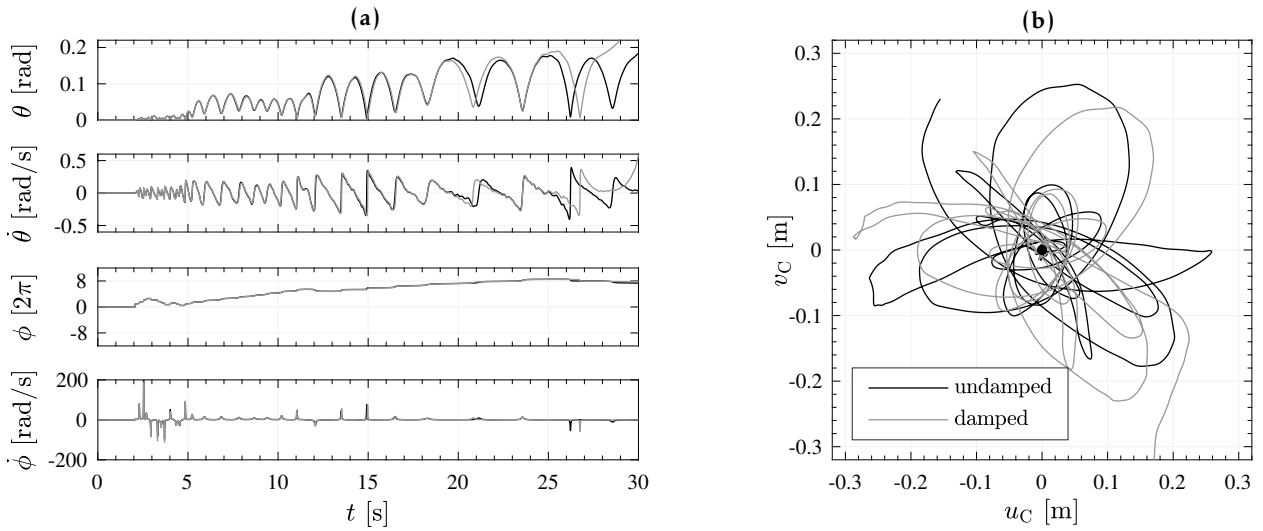 (a)
0.2
0.1
0
θ [rad]
0.5
0
-0.5
θ̇ [rad/s]
8
0
-8
ϕ [2π]
200
0
-200
ϕ̇ [rad/s]
0 5 10 15 20 25 30
t [s]
(b)
0.3
0.2
0.1
0
-0.1
-0.2
-0.3
v_C [m]
undamped
damped
-0.3 -0.2 -0.1 0 0.1 0.2 0.3
u_C [m]